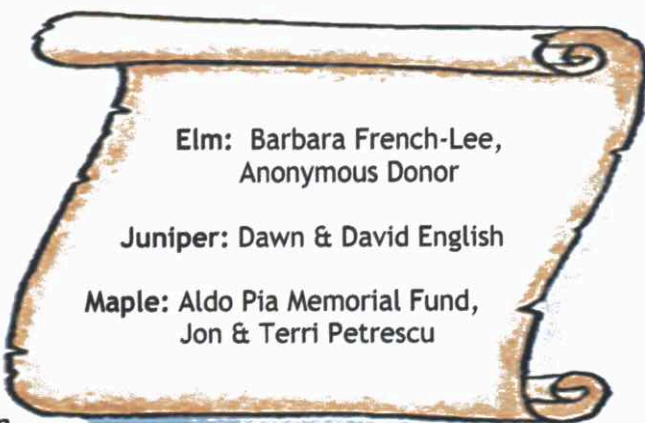 Elm: Barbara French-Lee,
Anonymous Donor
Juniper: Dawn & David English
Maple: Aldo Pia Memorial Fund,
Jon & Terri Petrescu